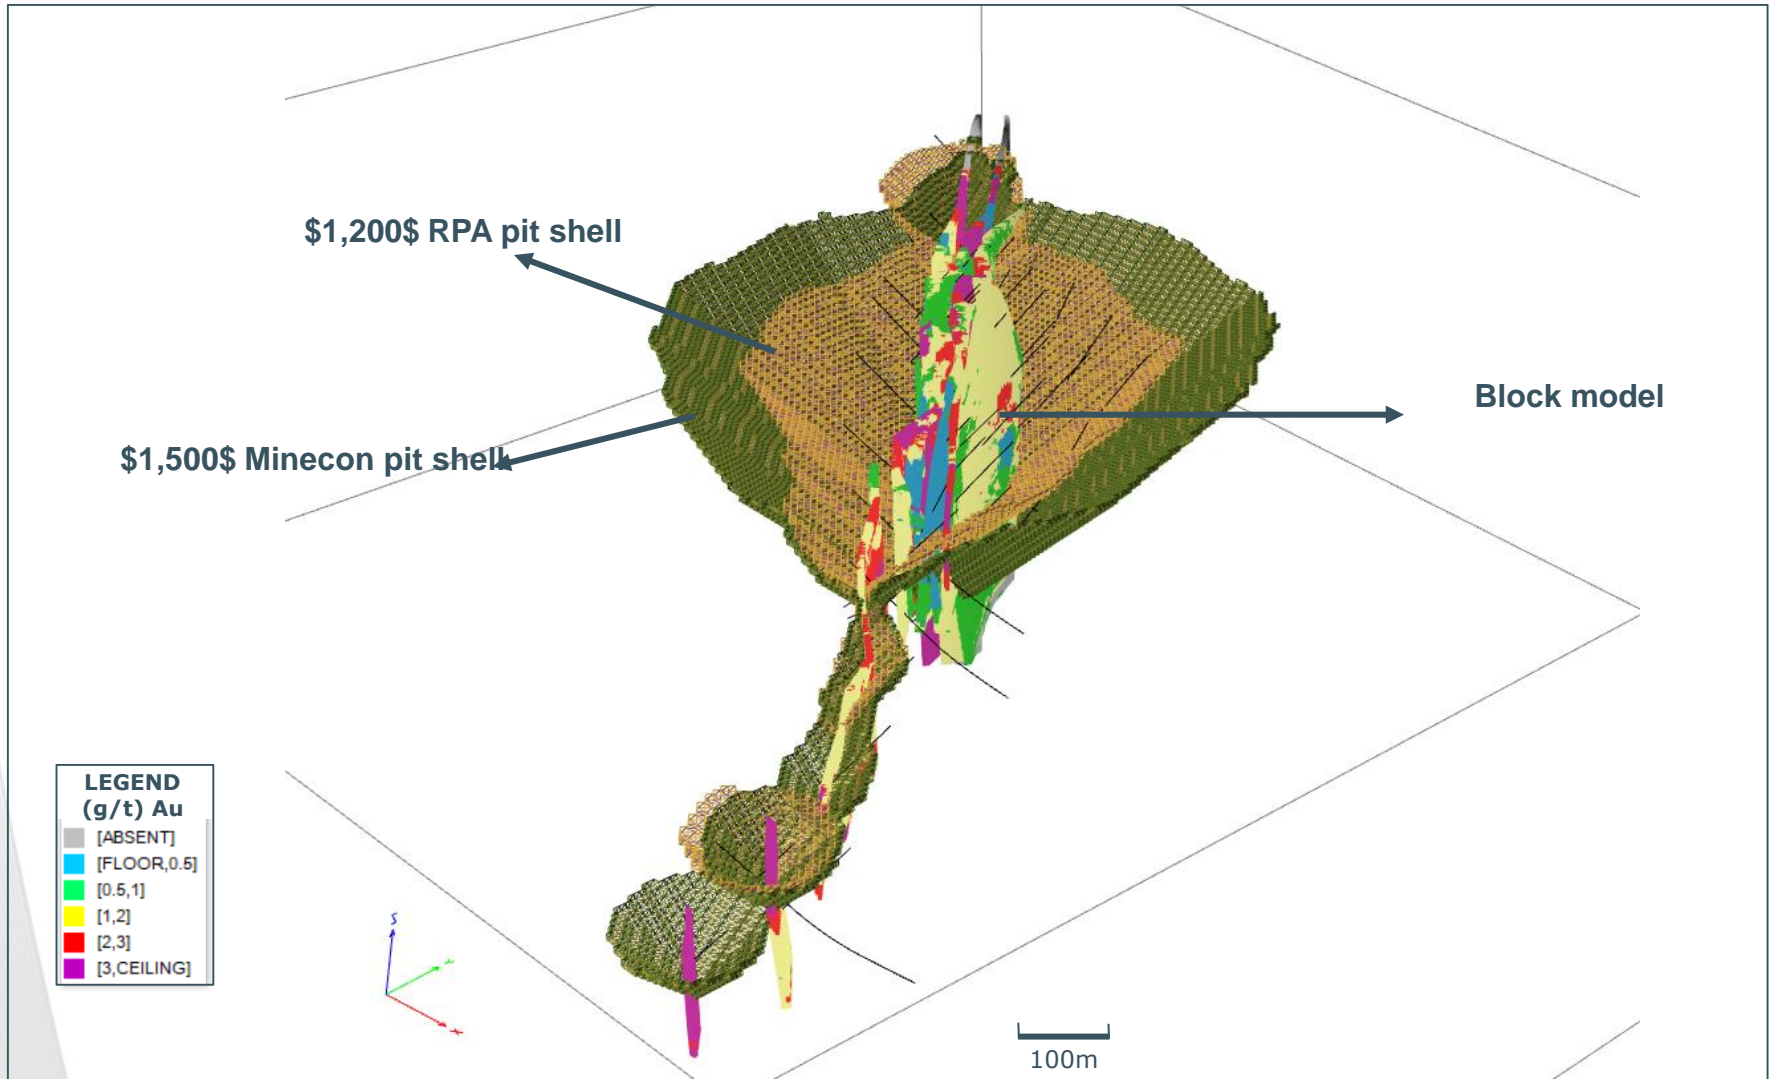 $1,200$ RPA pit shell
Block model
$1,500$ Minecon pit shell
LEGEND
(g/t) Au
[ABSENT]
[FLOOR,0.5]
[0.5,1]
[1,2]
[2,3]
[3,CEILING]
Y
X
100m